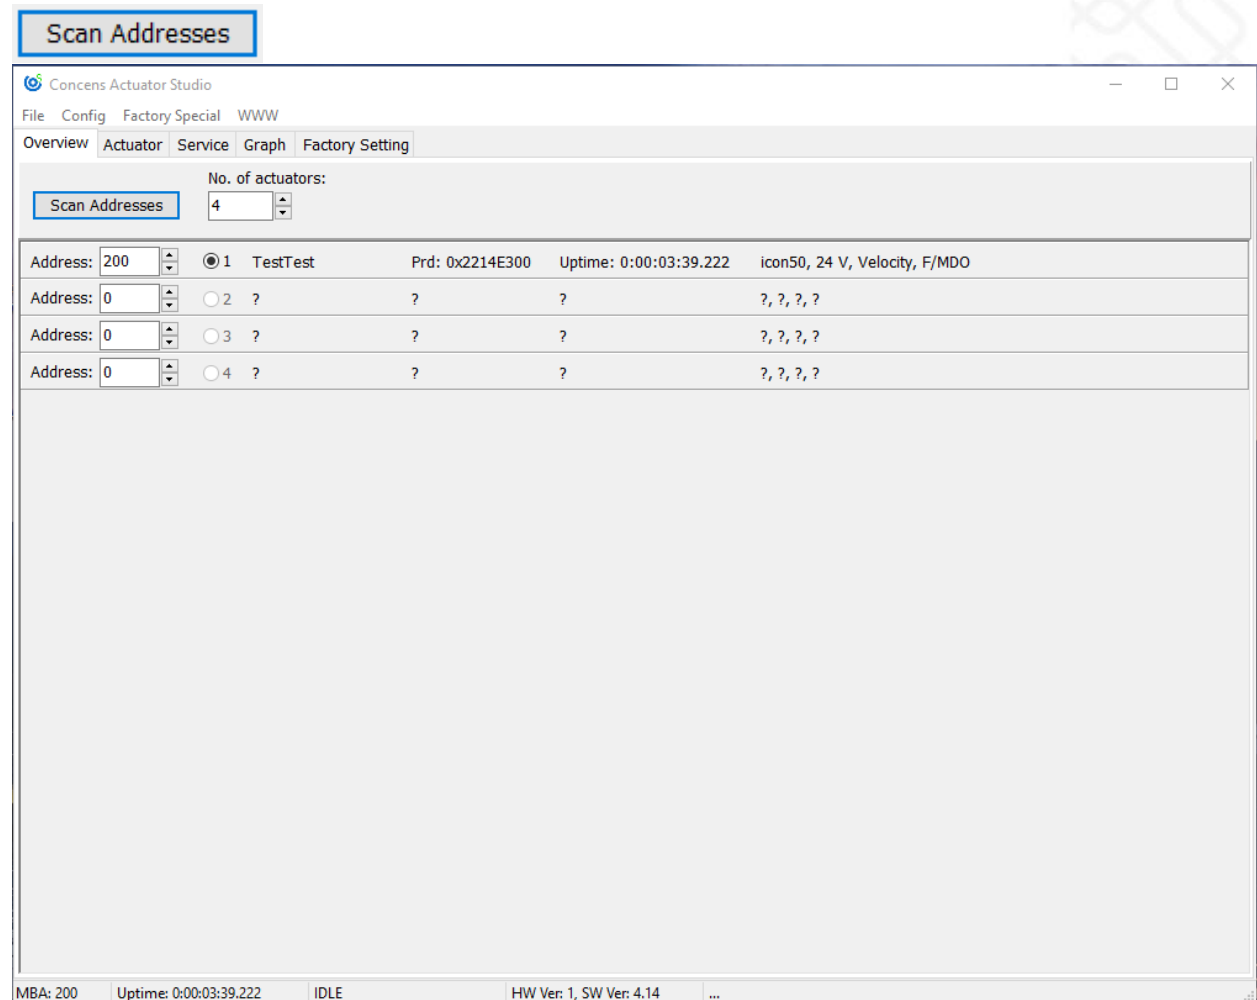 Scan Addresses
Concens Actuator Studio
File Config Factory Special WWW
Overview Actuator Service Graph Factory Setting
No. of actuators:
Scan Addresses 4
Address: 200 1 TestTest Prd: 0x2214E300 Uptime: 0:00:03:39.222 icon50, 24 V, Velocity, F/MDO
Address: 0 2 ? ? ? ?, ?, ?, ?
Address: 0 3 ? ? ? ?, ?, ?, ?
Address: 0 4 ? ? ? ?, ?, ?, ?
MBA: 200 Uptime: 0:00:03:39.222 IDLE HW Ver: 1, SW Ver: 4.14 ...